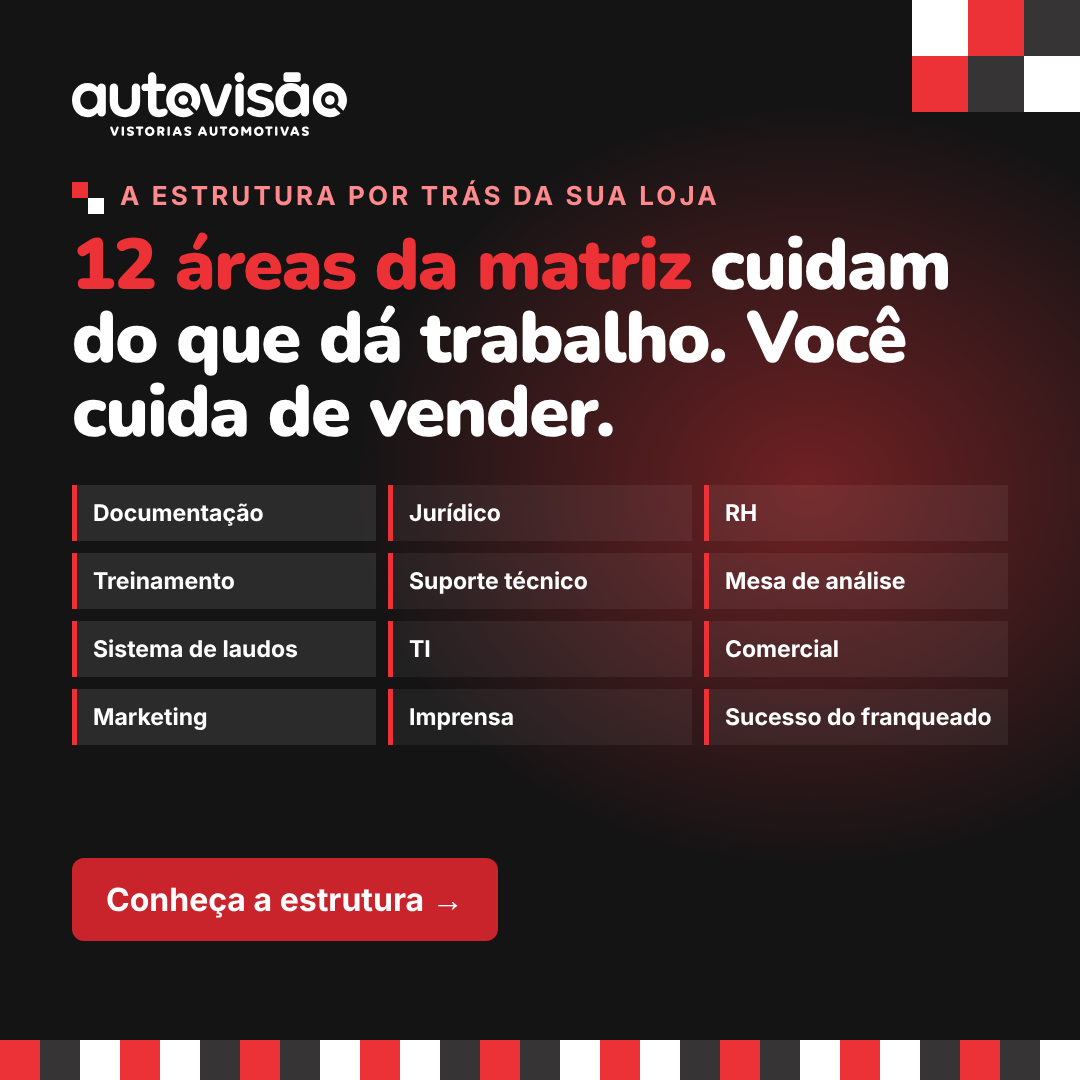 autovisão
VISTORIAS AUTOMOTIVAS
A ESTRUTURA POR TRÁS DA SUA LOJA
12 áreas da matriz cuidam
do que dá trabalho. Você
cuida de vender.
Documentação
Jurídico
RH
Treinamento
Suporte técnico
Mesa de análise
Sistema de laudos
TI
Comercial
Marketing
Imprensa
Sucesso do franqueado
Conheça a estrutura →